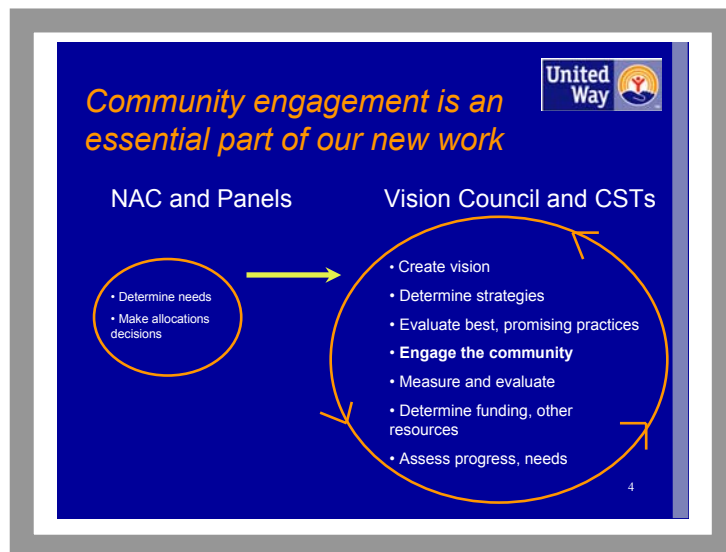 United
Way
Community engagement is an
essential part of our new work
NAC and Panels
• Determine needs
• Make allocations
decisions
Vision Council and CSTs
• Create vision
• Determine strategies
• Evaluate best, promising practices
• Engage the community
• Measure and evaluate
• Determine funding, other
resources
• Assess progress, needs
4